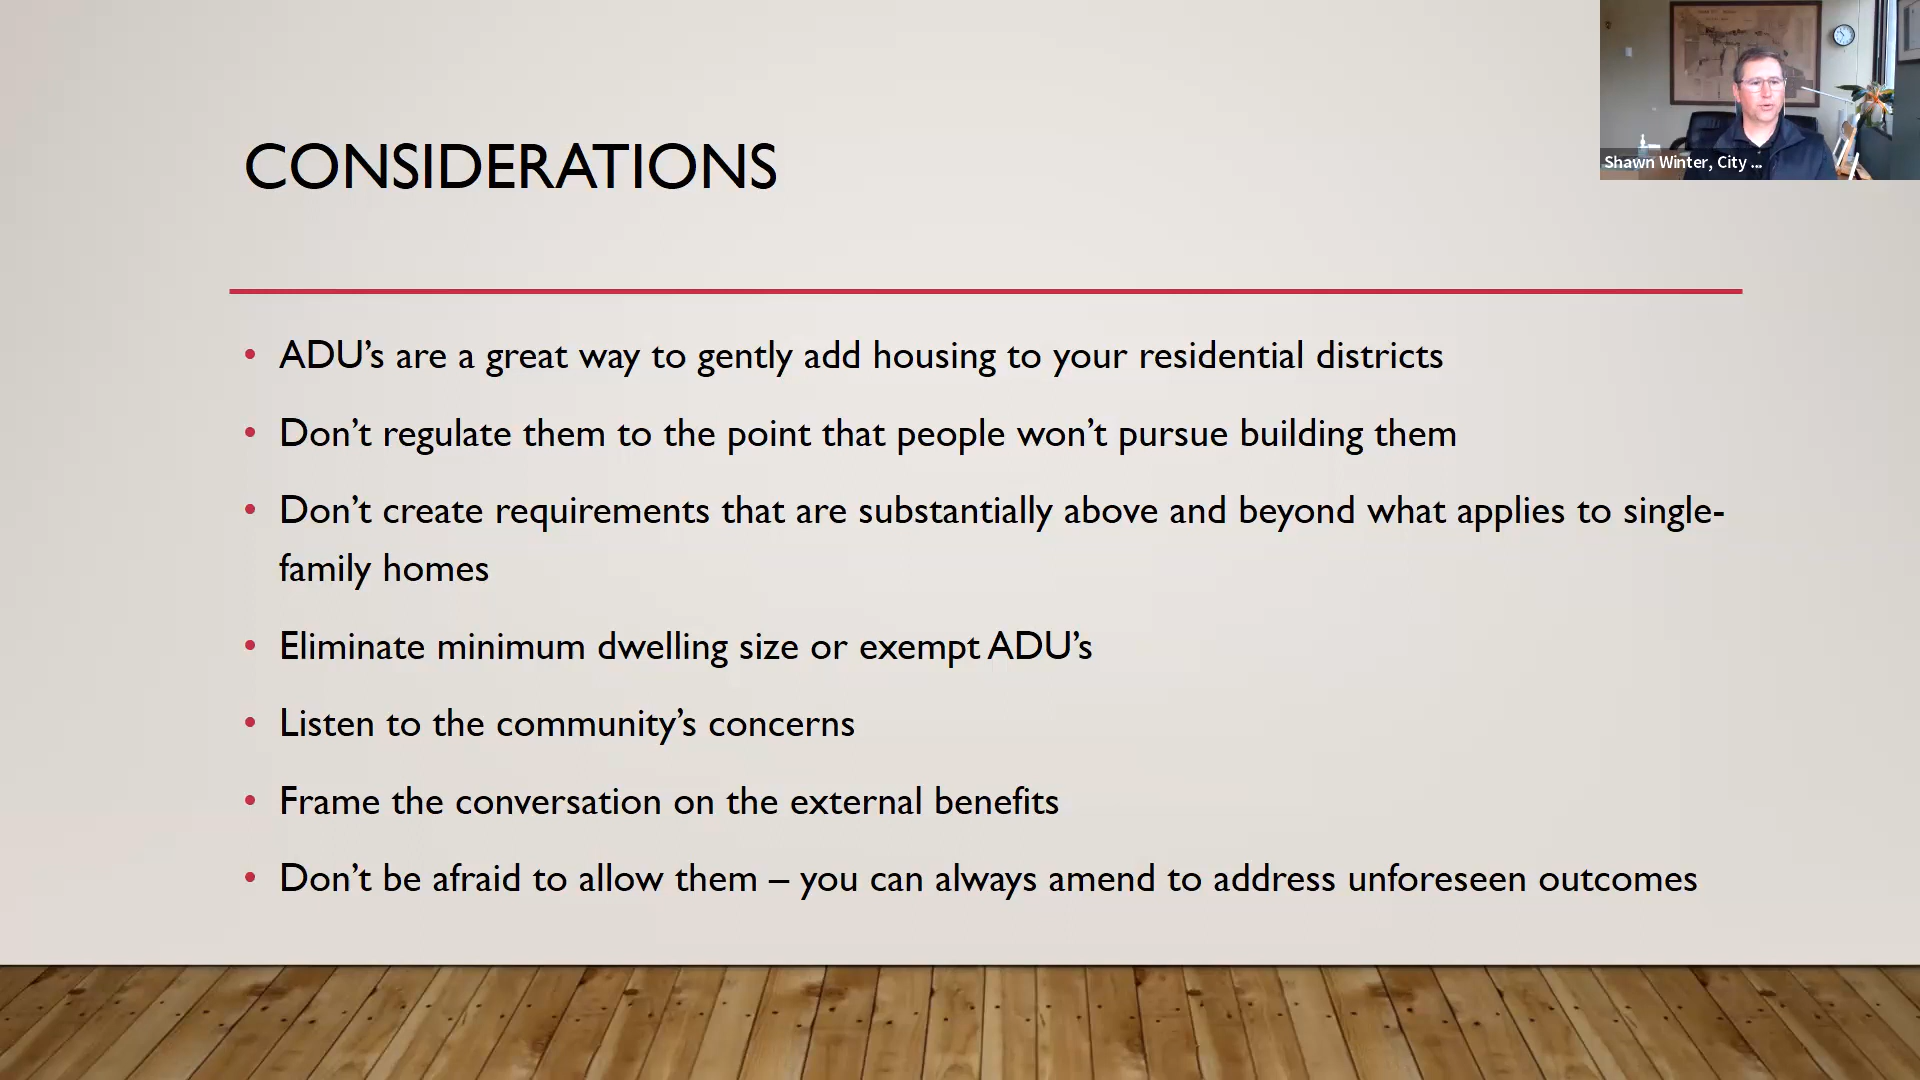 CONSIDERATIONS
Shawn Winter, City ...
• ADU’s are a great way to gently add housing to your residential districts
• Don’t regulate them to the point that people won’t pursue building them
• Don’t create requirements that are substantially above and beyond what applies to single-
family homes
• Eliminate minimum dwelling size or exempt ADU’s
• Listen to the community’s concerns
• Frame the conversation on the external benefits
• Don’t be afraid to allow them – you can always amend to address unforeseen outcomes